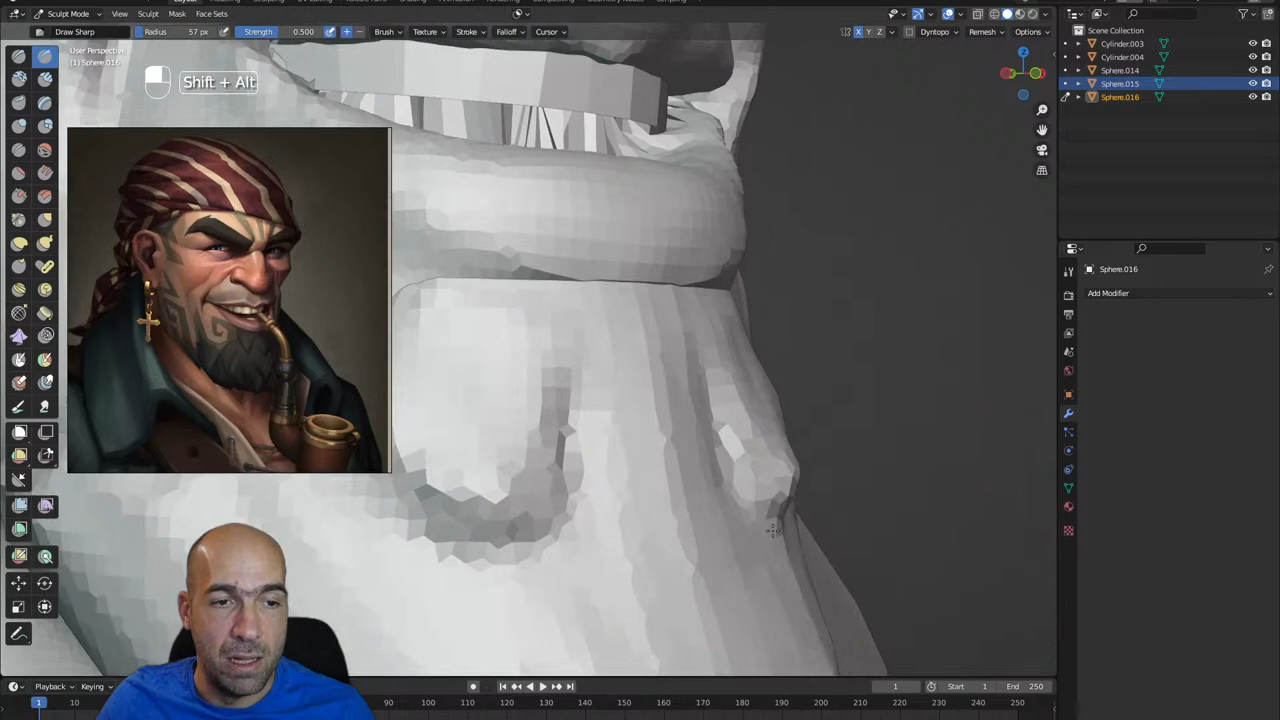 Sculpt Mode View Sculpt Mask Face Sets
Draw Sharp Radius 57 px Strength 0.500 Brush Texture Stroke Falloff Cursor X Y Z Dyntopo Remesh Options
User Perspective
(1) Sphere.016
Shift + Alt
Z
Scene Collection
Cylinder.003
Cylinder.004
Sphere.014
Sphere.015
Sphere.016
Sphere.016
Add Modifier
Playback Keying 1 Start 1 End 250
1 10 80 90 100 110 120 130 140 150 160 170 180 190 200 210 220 230 240 250